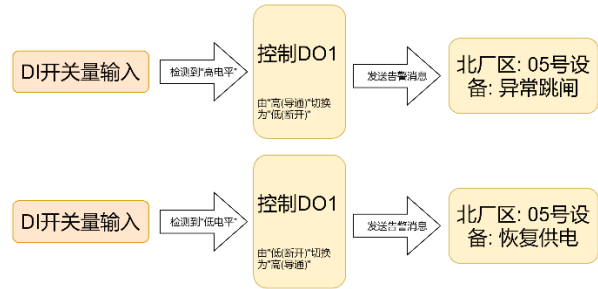 DI开关量输入
检测到"高电平"
控制DO1
由"高(导通)"切换
为"低(断开)"
发送告警消息
北厂区: 05号设
备: 异常跳闸
DI开关量输入
检测到"低电平"
控制DO1
由"低(断开)"切换
为"高(导通)"
发送告警消息
北厂区: 05号设
备: 恢复供电